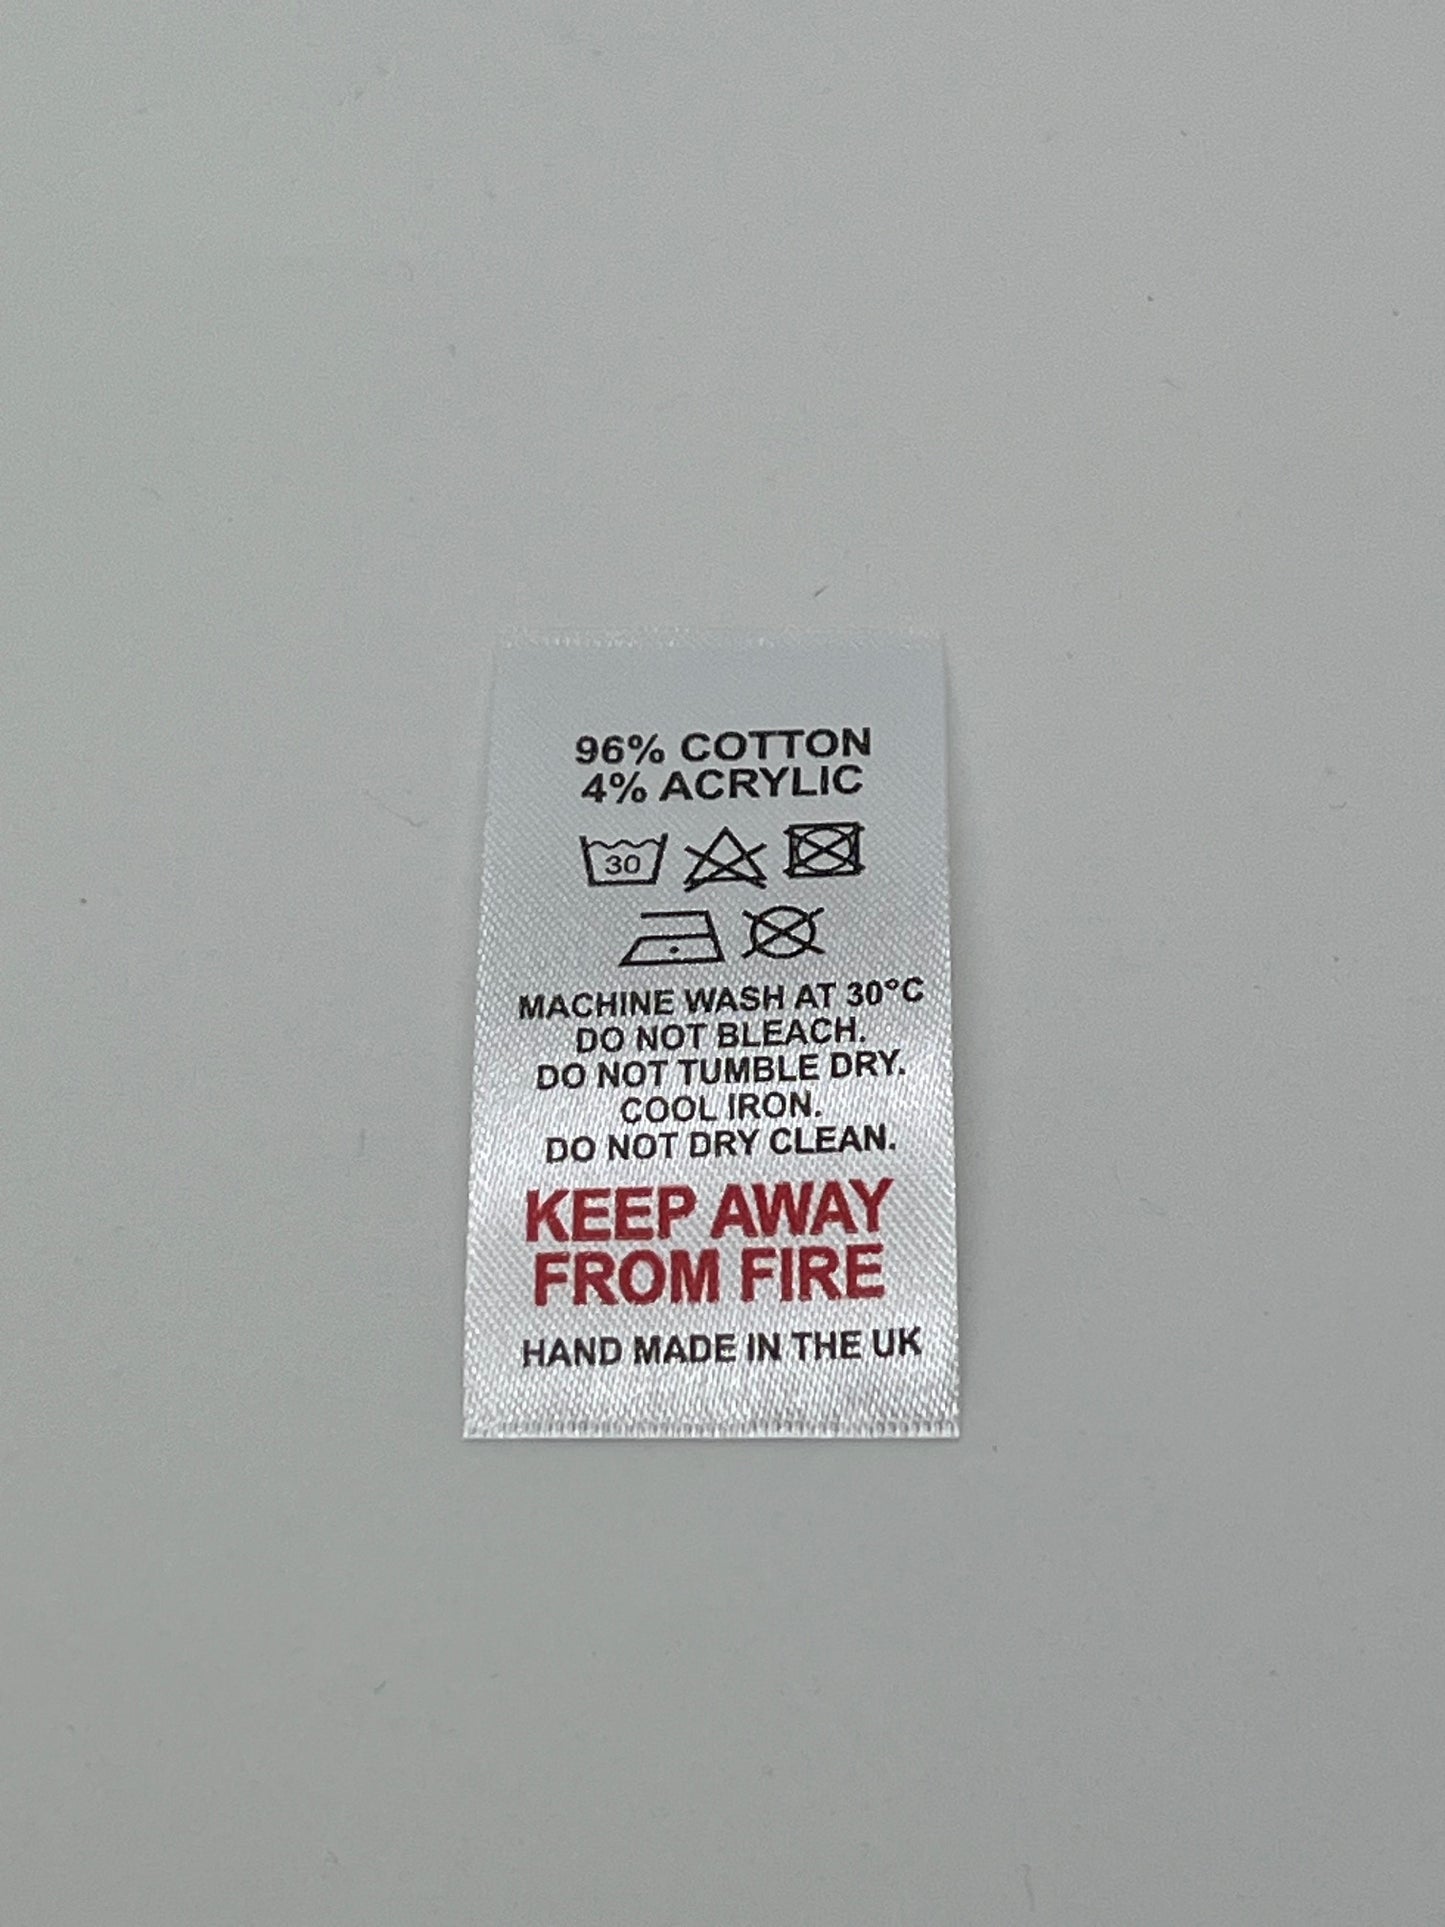 96% COTTON
4% ACRYLIC
30
MACHINE WASH AT 30°C
DO NOT BLEACH.
DO NOT TUMBLE DRY.
COOL IRON.
DO NOT DRY CLEAN.
KEEP AWAY
FROM FIRE
HAND MADE IN THE UK